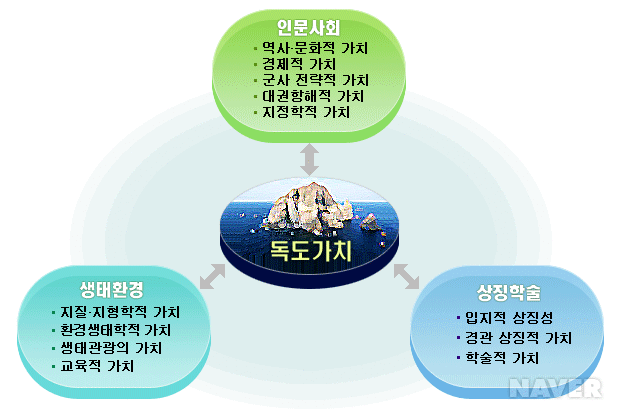 인문사회
· 역사·문화적 가치
· 경제적 가치
· 군사 전략적 가치
· 대권항해적 가치
· 지정학적 가치
독도가치
생태환경
· 지질·지형학적 가치
· 환경생태학적 가치
· 생태관광의 가치
· 교육적 가치
상징학술
· 입지적 상징성
· 경관 상징적 가치
· 학술적 가치
NAVER